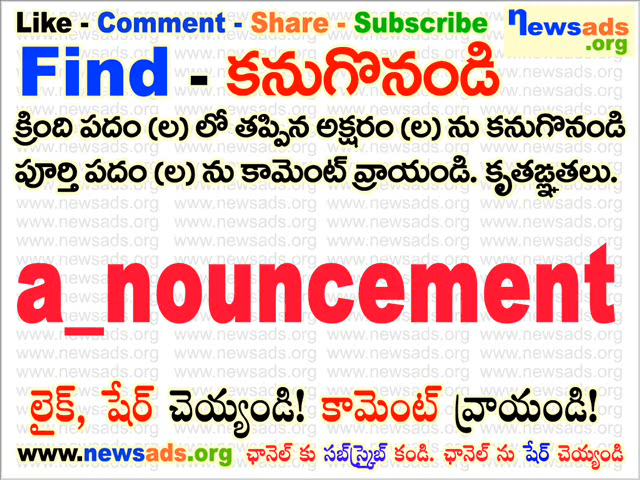 Like - Comment - Share - Subscribe
newsads
.org
Find - కనుగొనండి
క్రింది పదం (ల) లో తప్పిన అక్షరం (ల) ను కనుగొనండి
పూర్తి పదం (ల) ను కామెంట్ వ్రాయండి. కృతఙ్ఞతలు.
a_nouncement
లైక్, షేర్ చెయ్యండి! కామెంట్ వ్రాయండి!
www.newsads.org ఛానెల్ కు సబ్‌స్క్రైబ్ కండి. ఛానెల్ ను షేర్ చెయ్యండి